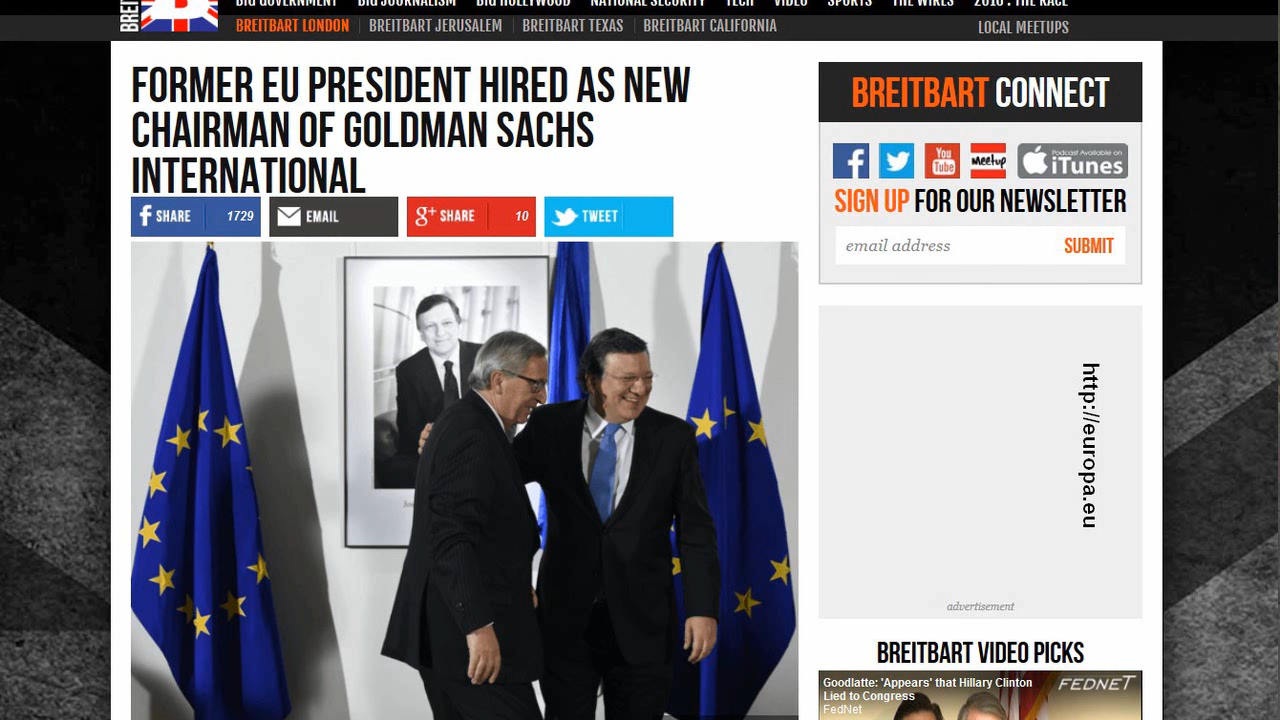 BREITBART LONDON
BREITBART JERUSALEM
BREITBART TEXAS
BREITBART CALIFORNIA
LOCAL MEETUPS
FORMER EU PRESIDENT HIRED AS NEW
CHAIRMAN OF GOLDMAN SACHS
INTERNATIONAL
f SHARE 1729
EMAIL
g+ SHARE 10
TWEET
BREITBART CONNECT
You
Tube
Meetup
Podcast Available on
iTunes
SIGN UP FOR OUR NEWSLETTER
email address
SUBMIT
http://europa.eu
advertisement
BREITBART VIDEO PICKS
Goodlatte: 'Appears' that Hillary Clinton
Lied to Congress
FedNet
FEDNET